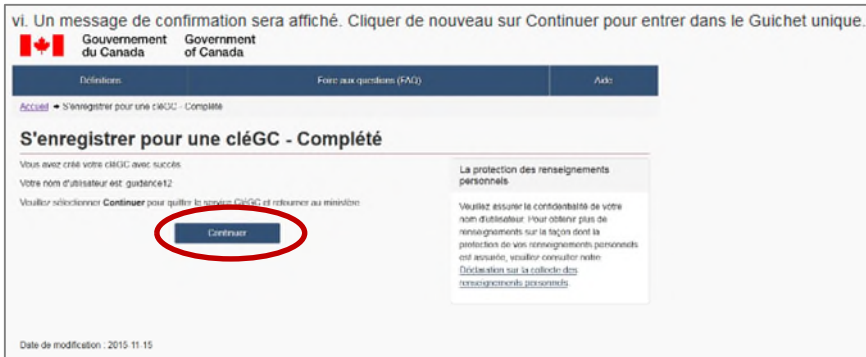 vi. Un message de confirmation sera affiché. Cliquer de nouveau sur Continuer pour entrer dans le Guichet unique.
Gouvernement Government
du Canada of Canada
Définitions Foire aux questions (FAQ) Aide
Accueil → S'enregistrer pour une cléGC - Complété
S'enregistrer pour une cléGC - Complété
Vous avez créé votre cléGC avec succès.
Votre nom d'utilisateur est: guidance12
Veuillez sélectionner Continuer pour quitter le service CléGC et retourner au ministère.
Continuer
La protection des renseignements
personnels
Veuillez assurer la confidentialité de votre
nom d'utilisateur. Pour obtenir plus de
renseignements sur la façon dont la
protection de vos renseignements personnels
est assurée, veuillez consulter notre
Déclaration sur la collecte des
renseignements personnels.
Date de modification : 2015-11-15